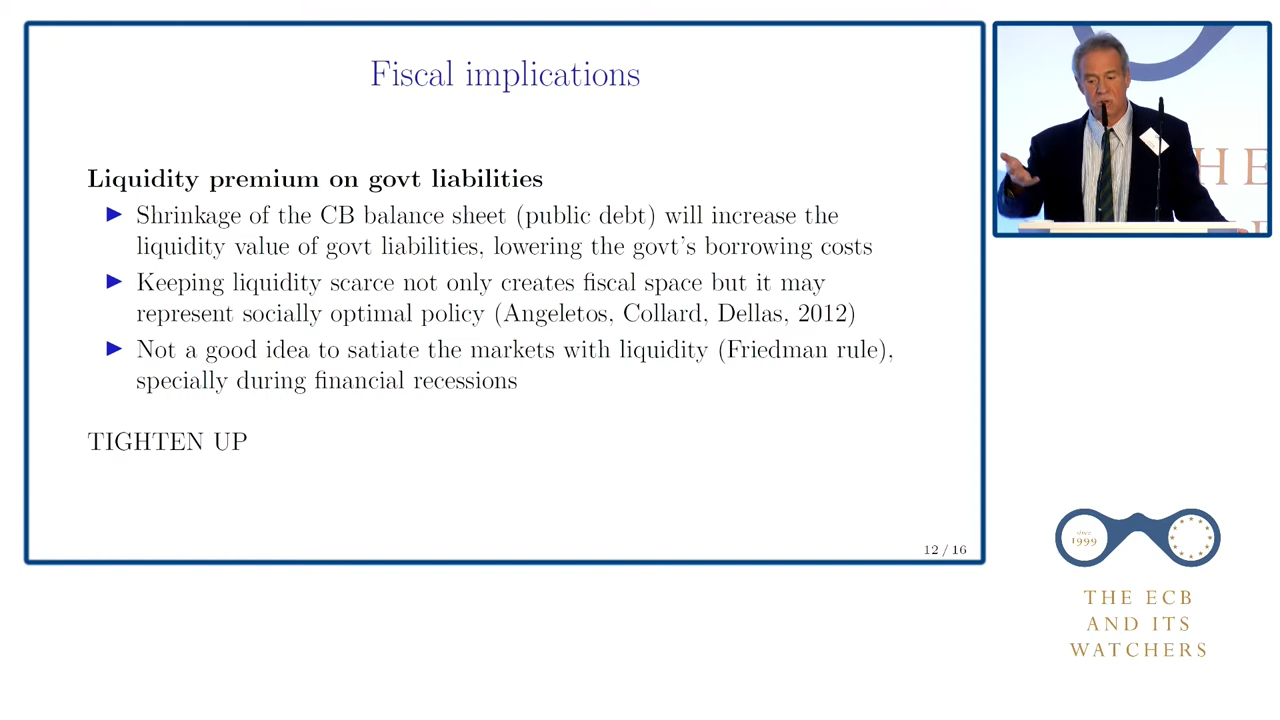 Fiscal implications
Liquidity premium on govt liabilities
Shrinkage of the CB balance sheet (public debt) will increase the
liquidity value of govt liabilities, lowering the govt's borrowing costs
Keeping liquidity scarce not only creates fiscal space but it may
represent socially optimal policy (Angeletos, Collard, Dellas, 2012)
Not a good idea to satiate the markets with liquidity (Friedman rule),
specially during financial recessions
TIGHTEN UP
12 / 16
HE
since
1999
THE ECB
AND ITS
WATCHERS